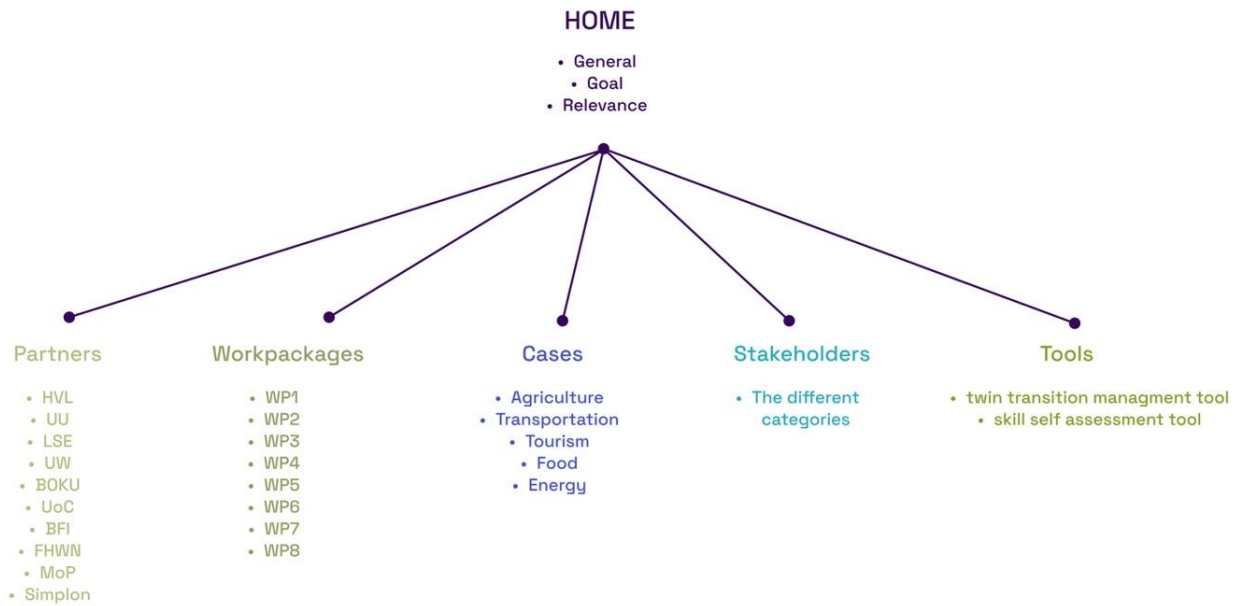 HOME
• General
• Goal
• Relevance
Partners
• HVL
• UU
• LSE
• UW
• BOKU
• UoC
• BFI
• FHWN
• MoP
• Simplon
Workpackages
• WP1
• WP2
• WP3
• WP4
• WP5
• WP6
• WP7
• WP8
Cases
• Agriculture
• Transportation
• Tourism
• Food
• Energy
Stakeholders
• The different
categories
Tools
• twin transition managment tool
• skill self assessment tool